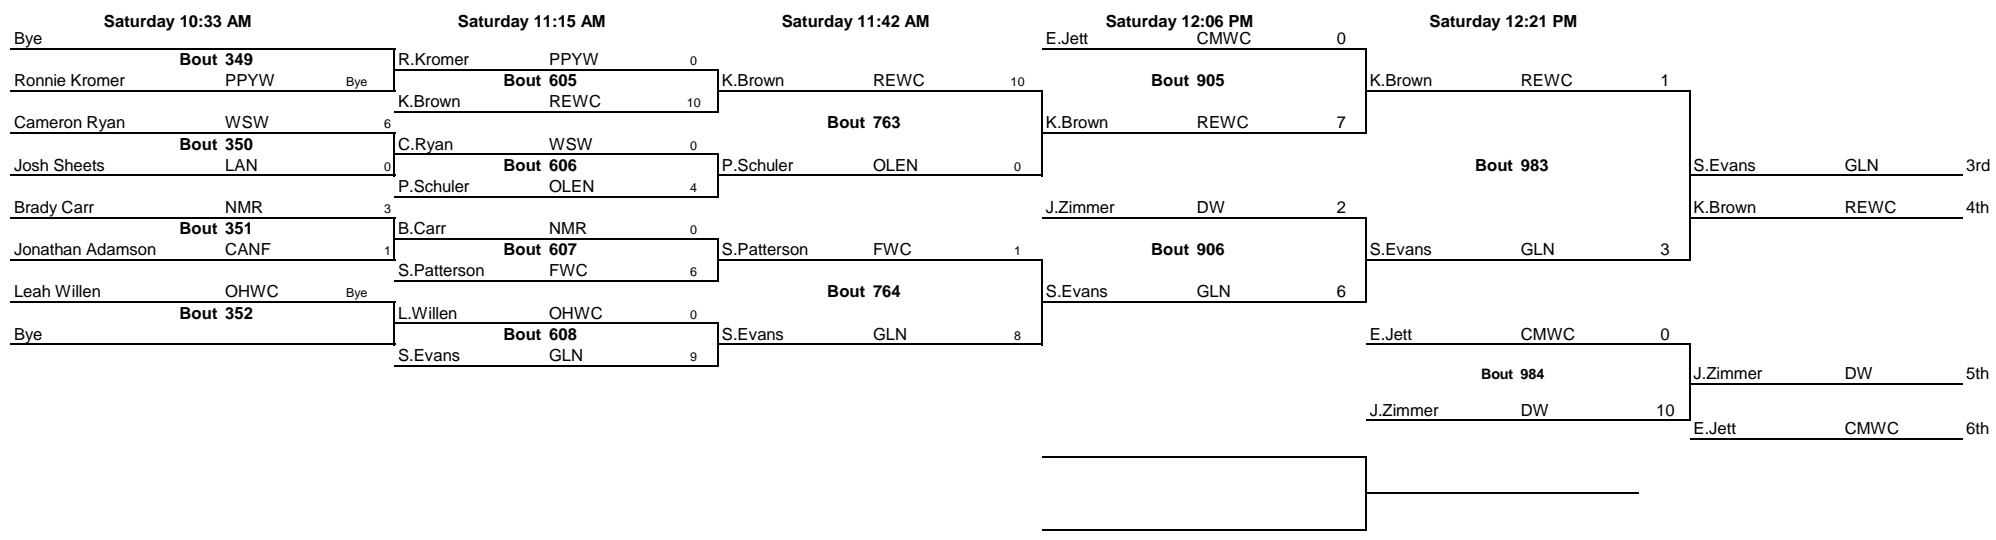 Saturday 10:33 AM Saturday 11:15 AM Saturday 11:42 AM Saturday 12:06 PM Saturday 12:21 PM
Bye E.Jett CMWC 0
Bout 349 R.Kromer PPYW 0
Ronnie Kromer PPYW Bye Bout 605 K.Brown REWC 10 Bout 905 K.Brown REWC 1
K.Brown REWC 10
Cameron Ryan WSW 6 Bout 763 K.Brown REWC 7
Bout 350 C.Ryan WSW 0
Josh Sheets LAN 0 Bout 606 P.Schuler OLEN 0 Bout 983 S.Evans GLN 3rd
P.Schuler OLEN 4
Brady Carr NMR 3 J.Zimmer DW 2 K.Brown REWC 4th
Bout 351 B.Carr NMR 0
Jonathan Adamson CANF 1 Bout 607 S.Patterson FWC 1 Bout 906 S.Evans GLN 3
S.Patterson FWC 6
Leah Willen OHWC Bye Bout 764 S.Evans GLN 6
Bout 352 L.Willen OHWC 0
Bye Bout 608 S.Evans GLN 8 E.Jett CMWC 0
S.Evans GLN 9
Bout 984 J.Zimmer DW 5th
J.Zimmer DW 10
E.Jett CMWC 6th